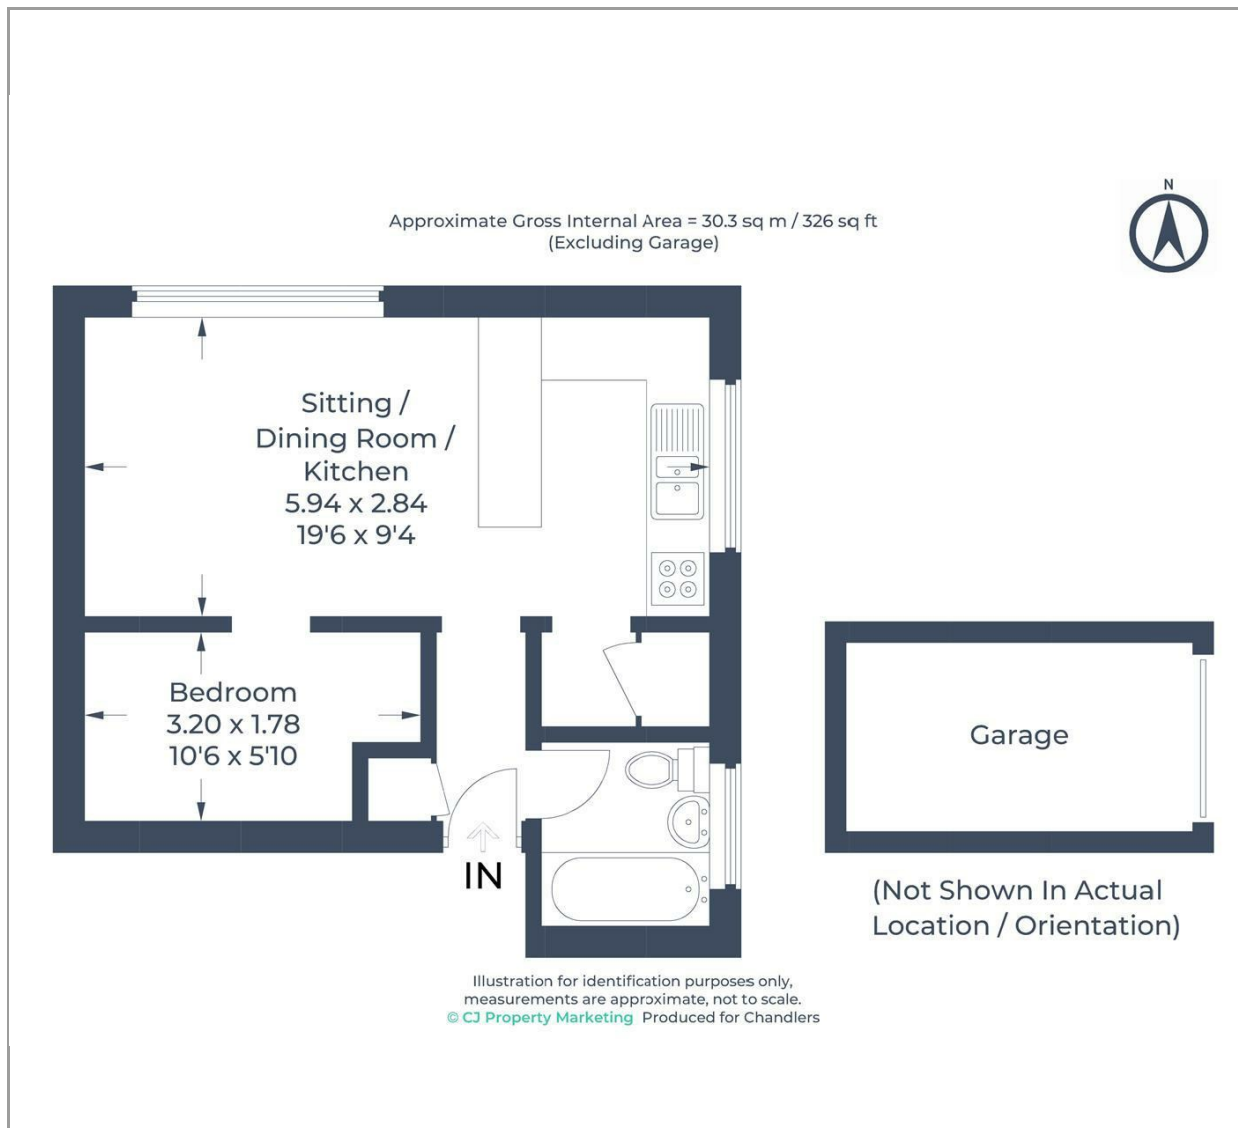 N
Approximate Gross Internal Area = 30.3 sq m / 326 sq ft
(Excluding Garage)
Sitting /
Dining Room /
Kitchen
5.94 x 2.84
19'6 x 9'4
Bedroom
3.20 x 1.78
10'6 x 5'10
IN
Garage
(Not Shown In Actual
Location / Orientation)
Illustration for identification purposes only,
measurements are approximate, not to scale.
© CJ Property Marketing Produced for Chandlers